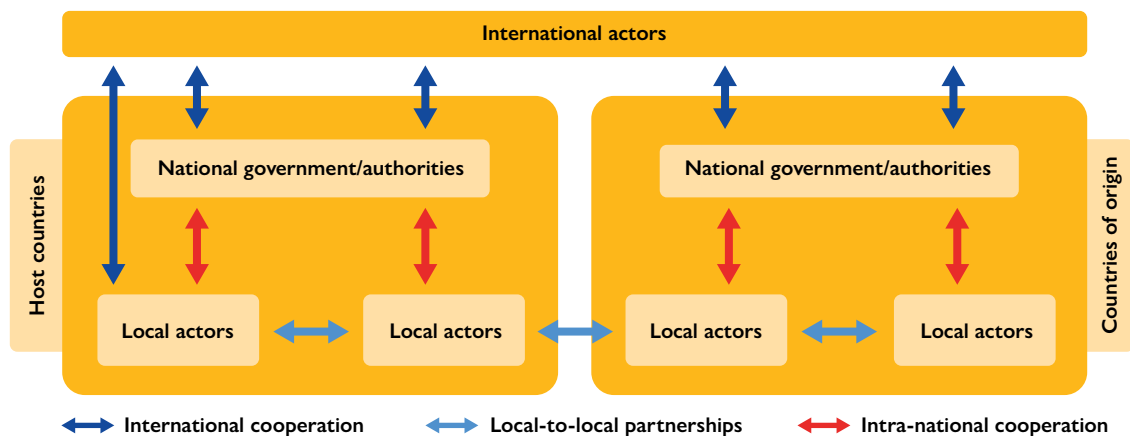 International actors
National government/authorities
National government/authorities
Host countries
Countries of origin
Local actors
Local actors
Local actors
Local actors
International cooperation
Local-to-local partnerships
Intra-national cooperation